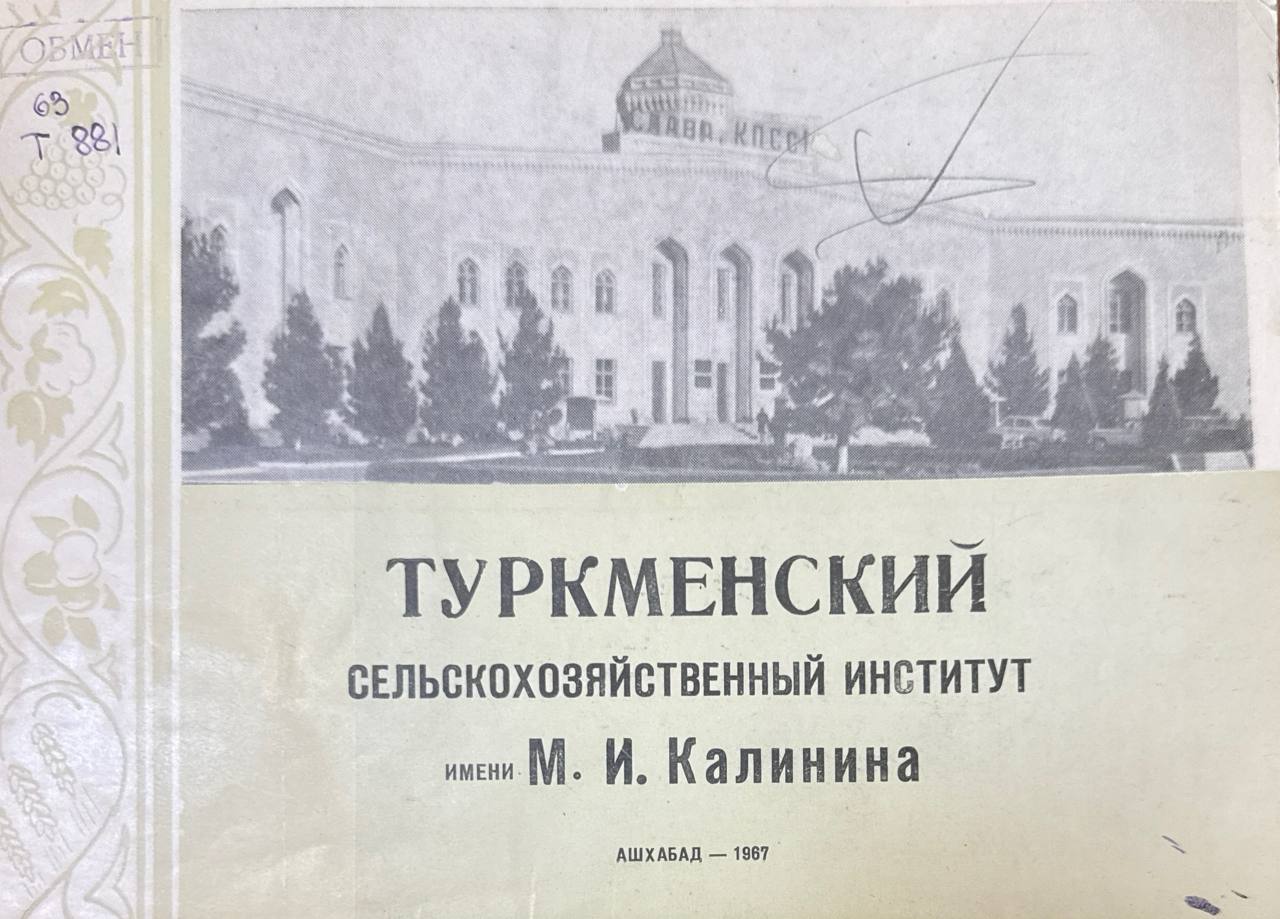 ОБМЕН
63
Т 881
СЛАВА КПСС!
ТУРКМЕНСКИЙ
СЕЛЬСКОХОЗЯЙСТВЕННЫЙ ИНСТИТУТ
ИМЕНИ М. И. Калинина
АШХАБАД — 1967